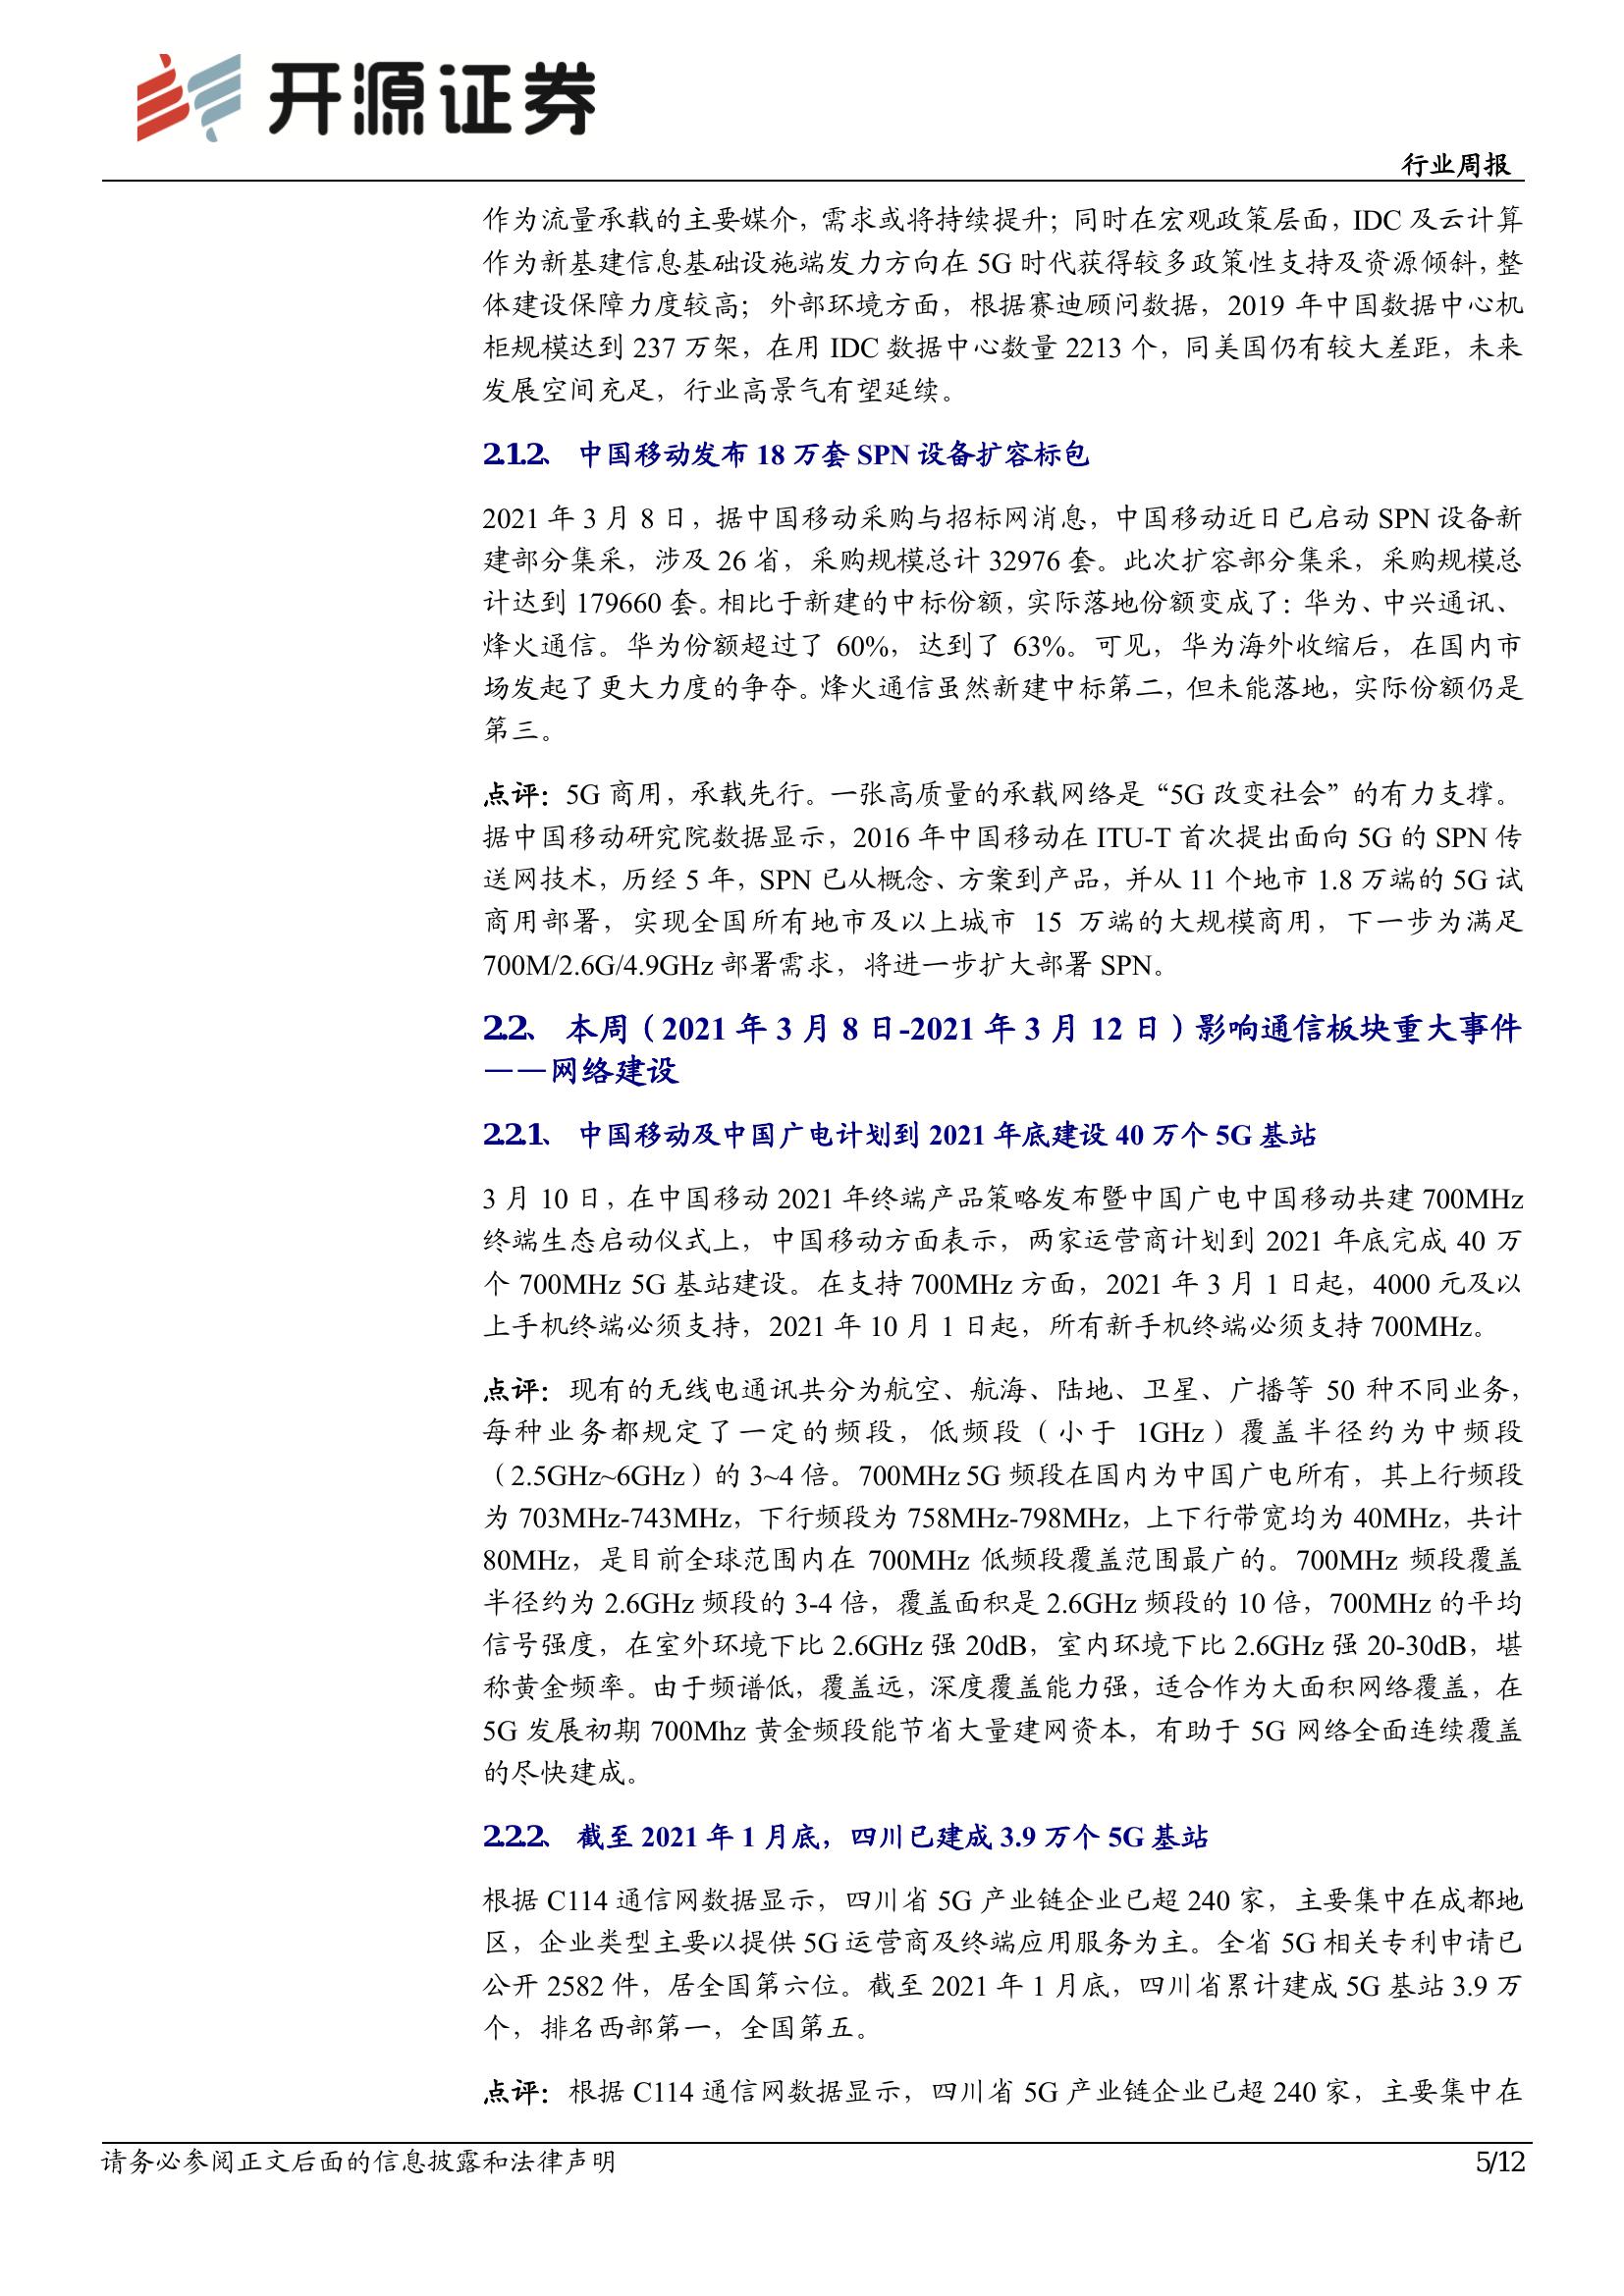 开源证券
行业周报
作为流量承载的主要媒介，需求或将持续提升；同时在宏观政策层面，IDC 及云计算
作为新基建信息基础设施端发力方向在 5G 时代获得较多政策性支持及资源倾斜，整
体建设保障力度较高；外部环境方面，根据赛迪顾问数据，2019 年中国数据中心机
柜规模达到 237 万架，在用 IDC 数据中心数量 2213 个，同美国仍有较大差距，未来
发展空间充足，行业高景气有望延续。
2.1.2、 中国移动发布 18 万套 SPN 设备扩容标包
2021 年 3 月 8 日，据中国移动采购与招标网消息，中国移动近日已启动 SPN 设备新
建部分集采，涉及 26 省，采购规模总计 32976 套。此次扩容部分集采，采购规模总
计达到 179660 套。相比于新建的中标份额，实际落地份额变成了：华为、中兴通讯、
烽火通信。华为份额超过了 60%，达到了 63%。可见，华为海外收缩后，在国内市
场发起了更大力度的争夺。烽火通信虽然新建中标第二，但未能落地，实际份额仍是
第三。
点评：5G 商用，承载先行。一张高质量的承载网络是“5G 改变社会”的有力支撑。
据中国移动研究院数据显示，2016 年中国移动在 ITU-T 首次提出面向 5G 的 SPN 传
送网技术，历经 5 年，SPN 已从概念、方案到产品，并从 11 个地市 1.8 万端的 5G 试
商用部署，实现全国所有地市及以上城市 15 万端的大规模商用，下一步为满足
700M/2.6G/4.9GHz 部署需求，将进一步扩大部署 SPN。
2.2、 本周（2021 年 3 月 8 日-2021 年 3 月 12 日）影响通信板块重大事件
——网络建设
2.2.1、 中国移动及中国广电计划到 2021 年底建设 40 万个 5G 基站
3 月 10 日，在中国移动 2021 年终端产品策略发布暨中国广电中国移动共建 700MHz
终端生态启动仪式上，中国移动方面表示，两家运营商计划到 2021 年底完成 40 万
个 700MHz 5G 基站建设。在支持 700MHz 方面，2021 年 3 月 1 日起，4000 元及以
上手机终端必须支持，2021 年 10 月 1 日起，所有新手机终端必须支持 700MHz。
点评：现有的无线电通讯共分为航空、航海、陆地、卫星、广播等 50 种不同业务，
每种业务都规定了一定的频段，低频段（小于 1GHz）覆盖半径约为中频段
（2.5GHz~6GHz）的 3~4 倍。700MHz 5G 频段在国内为中国广电所有，其上行频段
为 703MHz-743MHz，下行频段为 758MHz-798MHz，上下行带宽均为 40MHz，共计
80MHz，是目前全球范围内在 700MHz 低频段覆盖范围最广的。700MHz 频段覆盖
半径约为 2.6GHz 频段的 3-4 倍，覆盖面积是 2.6GHz 频段的 10 倍，700MHz 的平均
信号强度，在室外环境下比 2.6GHz 强 20dB，室内环境下比 2.6GHz 强 20-30dB，堪
称黄金频率。由于频谱低，覆盖远，深度覆盖能力强，适合作为大面积网络覆盖，在
5G 发展初期 700Mhz 黄金频段能节省大量建网资本，有助于 5G 网络全面连续覆盖
的尽快建成。
2.2.2、 截至 2021 年 1 月底，四川已建成 3.9 万个 5G 基站
根据 C114 通信网数据显示，四川省 5G 产业链企业已超 240 家，主要集中在成都地
区，企业类型主要以提供 5G 运营商及终端应用服务为主。全省 5G 相关专利申请已
公开 2582 件，居全国第六位。截至 2021 年 1 月底，四川省累计建成 5G 基站 3.9 万
个，排名西部第一，全国第五。
点评：根据 C114 通信网数据显示，四川省 5G 产业链企业已超 240 家，主要集中在
请务必参阅正文后面的信息披露和法律声明
5/12